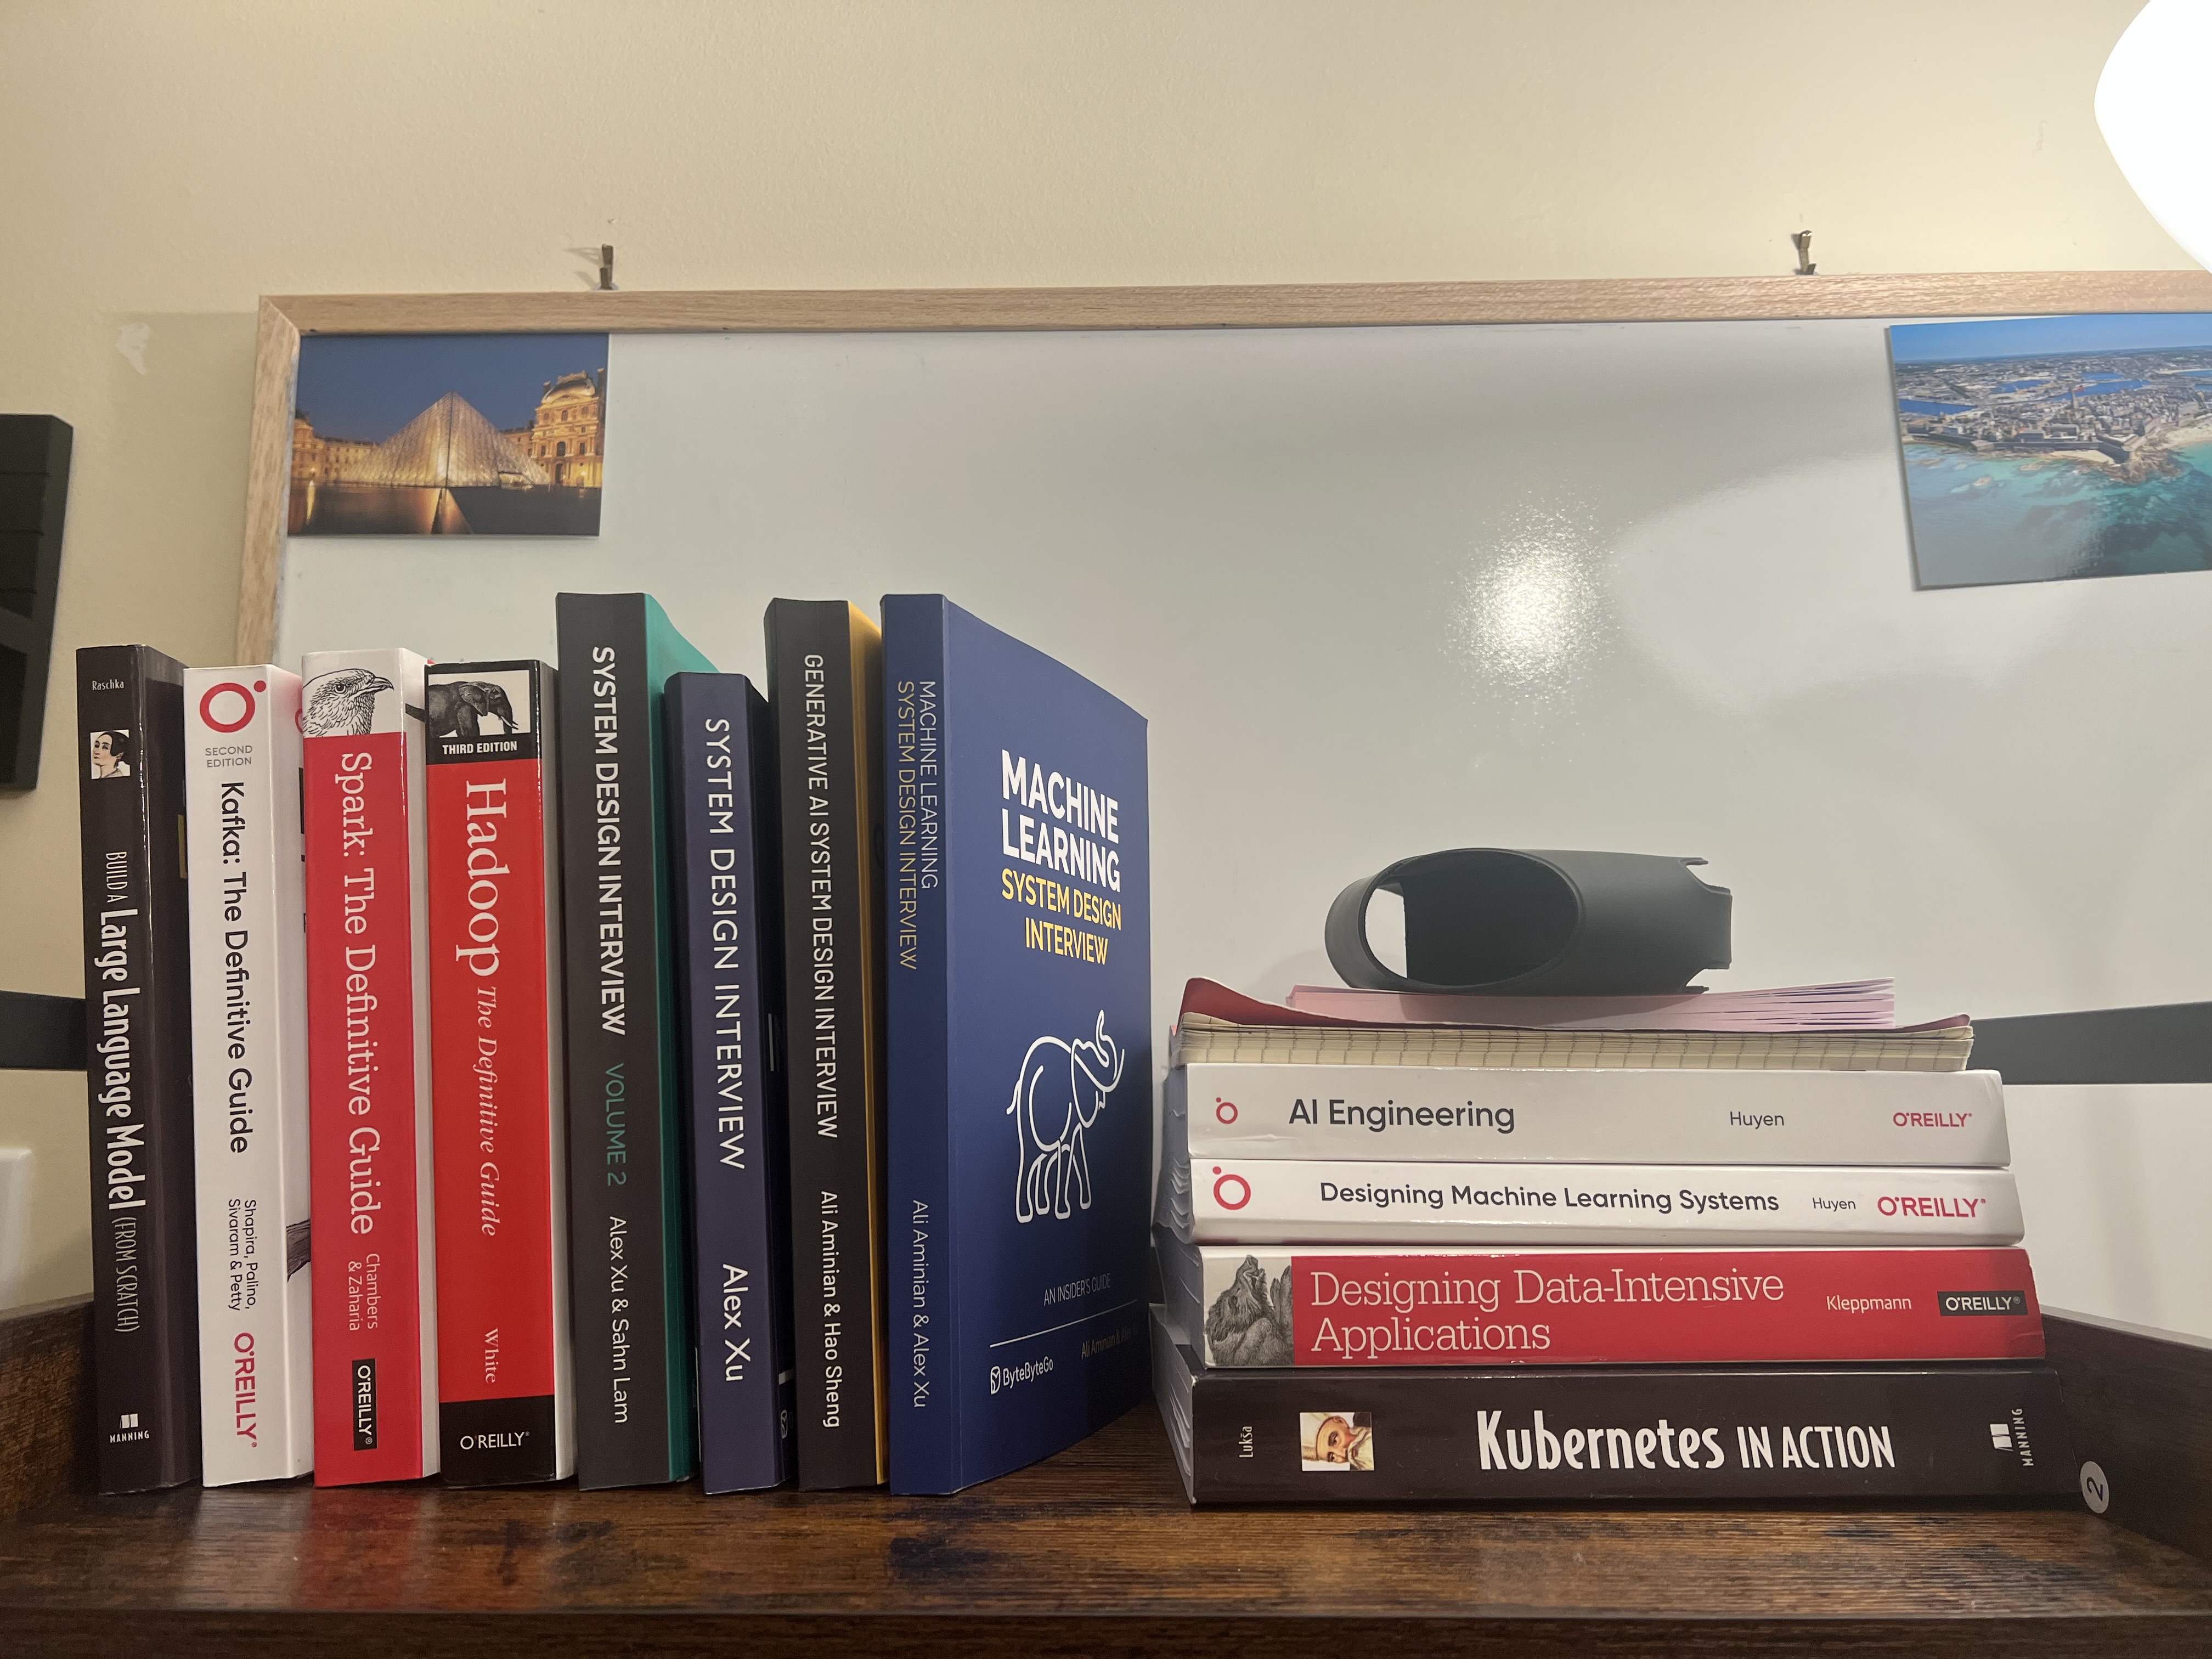 Raschka
BUILD A Large Language Model (FROM SCRATCH)
MANNING
SECOND
EDITION
Kafka: The Definitive Guide
Shapira, Palino,
Sivaram & Petty
O'REILLY®
Spark: The Definitive Guide
Chambers
& Zaharia
O'REILLY®
THIRD EDITION
Hadoop The Definitive Guide
White
O'REILLY®
SYSTEM DESIGN INTERVIEW VOLUME 2
Alex Xu & Sahn Lam
SYSTEM DESIGN INTERVIEW
Alex Xu
GENERATIVE AI SYSTEM DESIGN INTERVIEW
Ali Aminian & Hao Sheng
MACHINE LEARNING
SYSTEM DESIGN INTERVIEW
Ali Aminian & Alex Xu
MACHINE
LEARNING
SYSTEM DESIGN
INTERVIEW
AN INSIDER'S GUIDE
Ali Aminian &
ByteByteGo
AI Engineering Huyen O'REILLY®
Designing Machine Learning Systems Huyen O'REILLY®
Designing Data-Intensive
Applications
Kleppmann O'REILLY®
Lukša Kubernetes IN ACTION MANNING
2